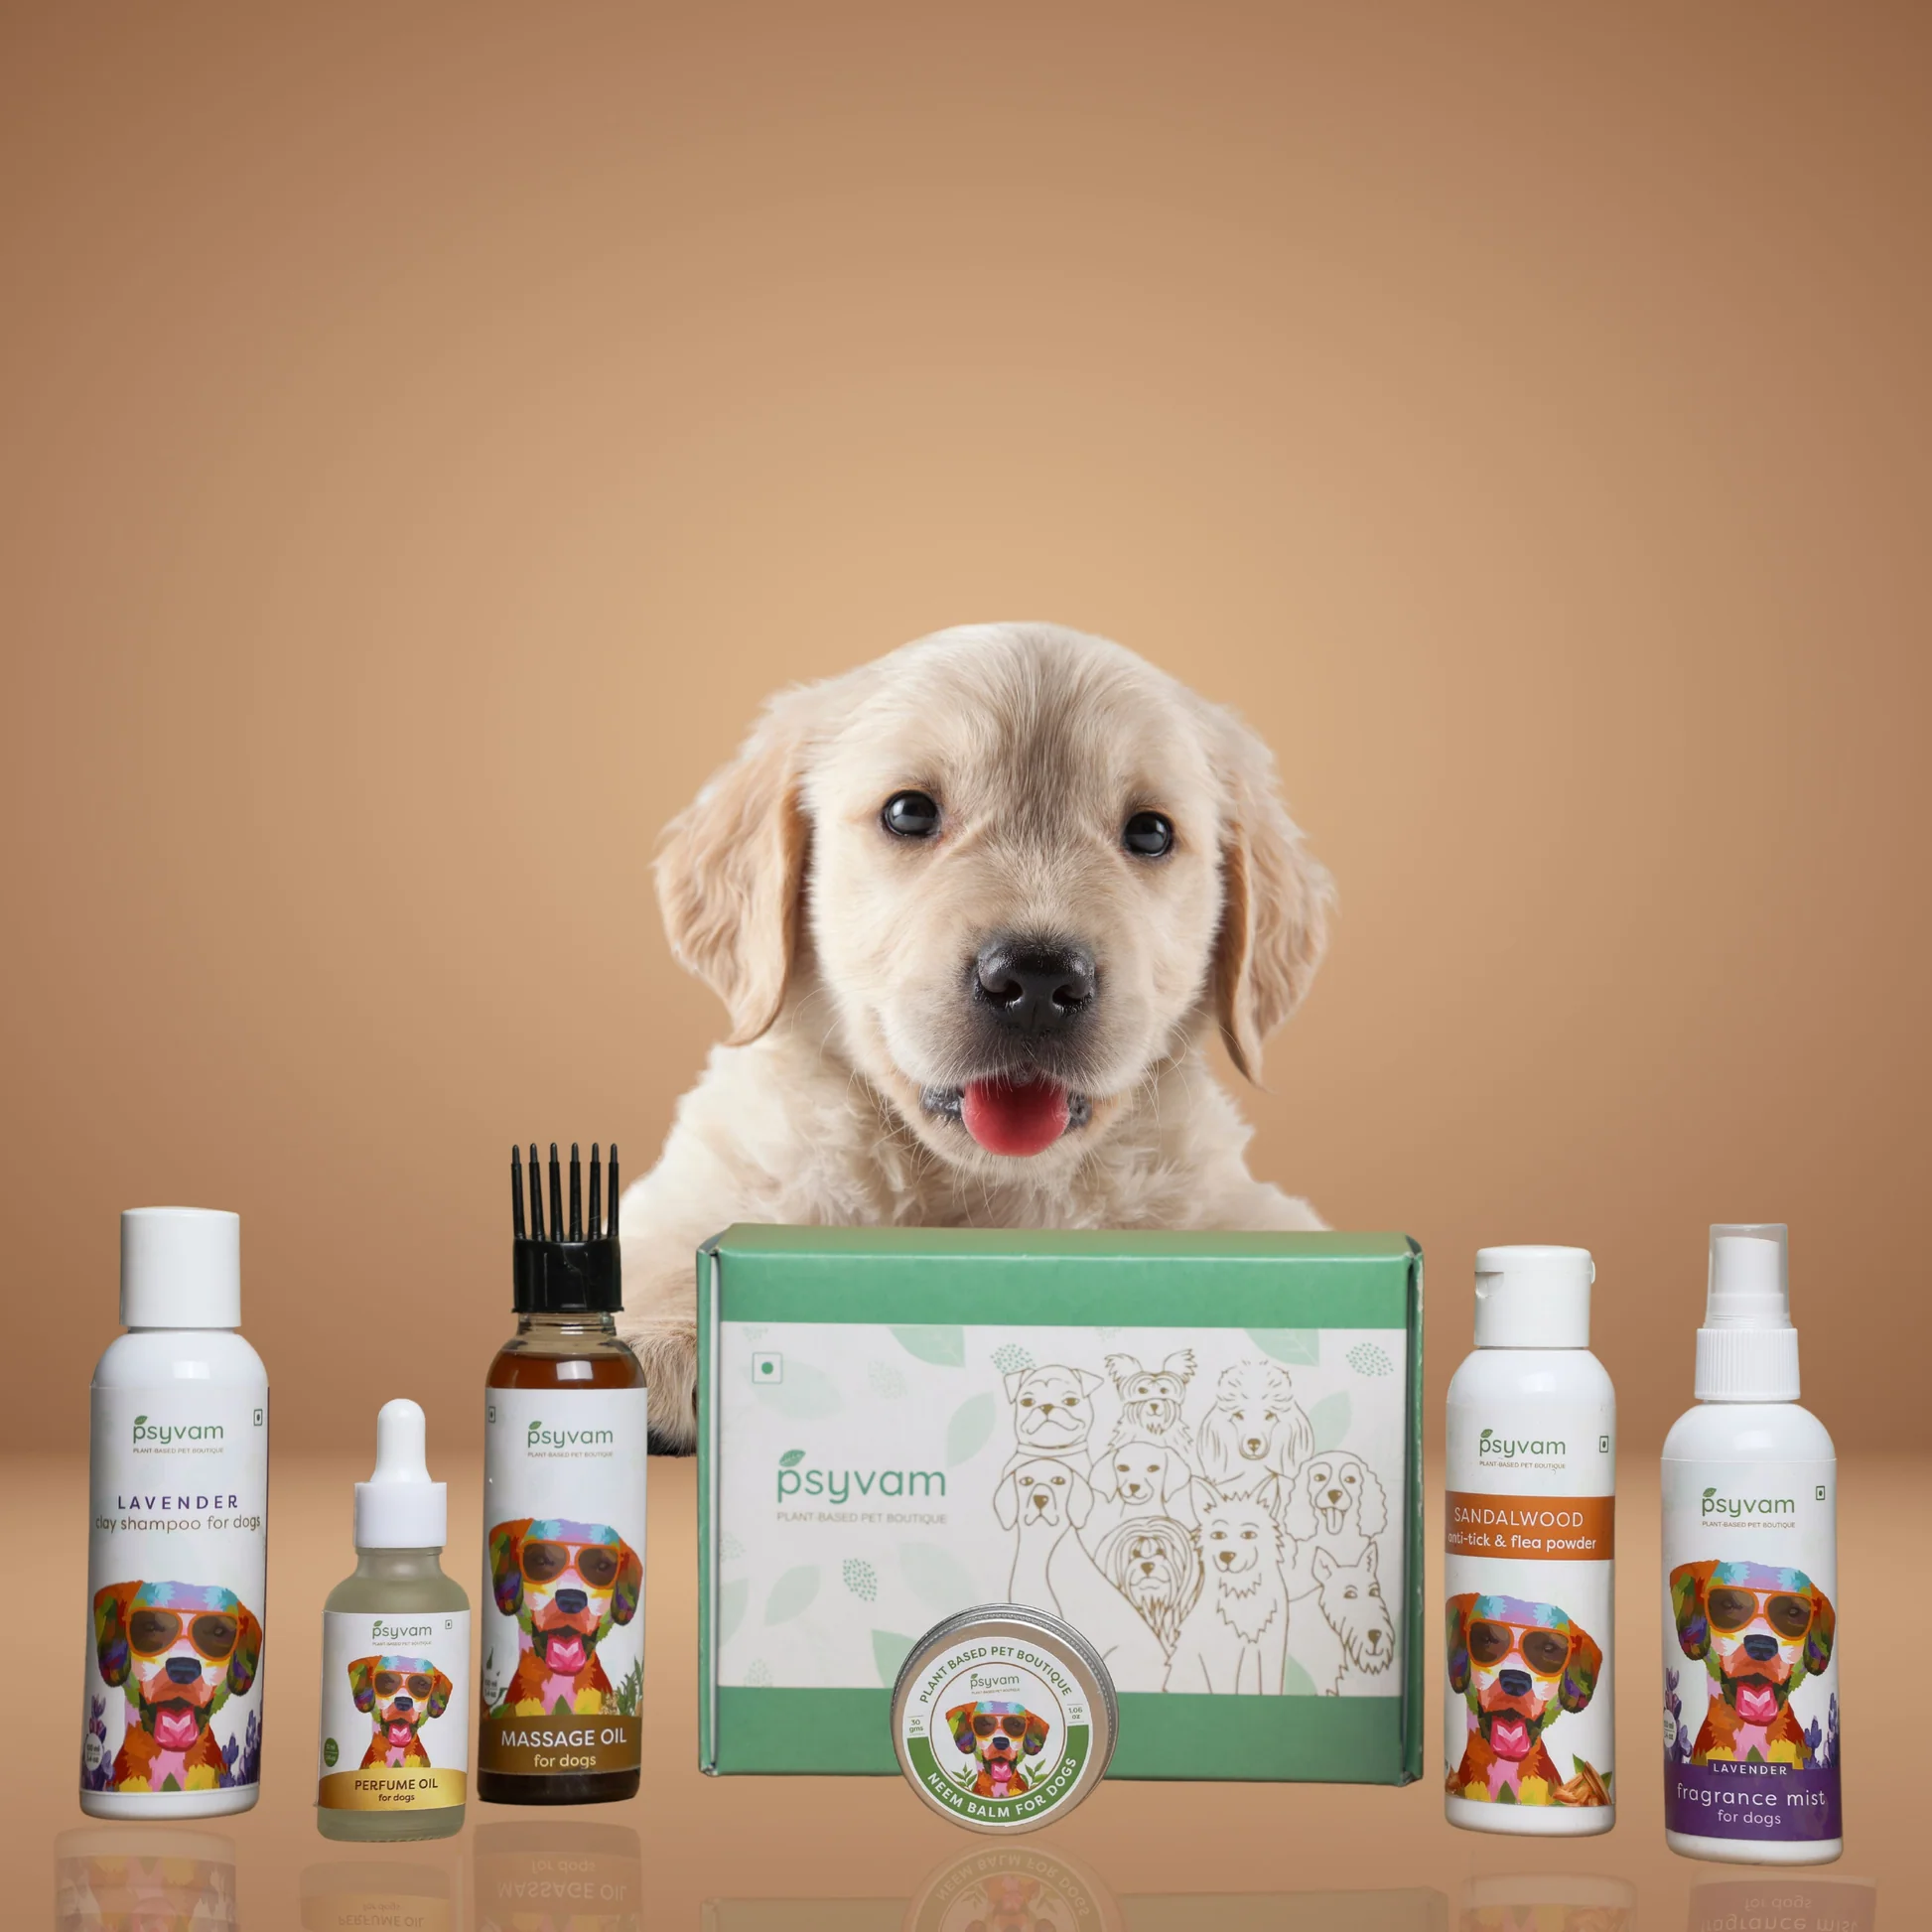 psyvam
PLANT-BASED PET BOUTIQUE
LAVENDER
clay shampoo for dogs
psyvam
PLANT-BASED PET BOUTIQUE
PERFUME OIL
for dogs
psyvam
PLANT-BASED PET BOUTIQUE
MASSAGE OIL
for dogs
psyvam
PLANT-BASED PET BOUTIQUE
PLANT BASED PET BOUTIQUE
psyvam
30
gms
1.06
oz
NEEM BALM FOR DOGS
psyvam
PLANT-BASED PET BOUTIQUE
SANDALWOOD
anti-tick & flea powder
psyvam
PLANT-BASED PET BOUTIQUE
LAVENDER
fragrance mist
for dogs